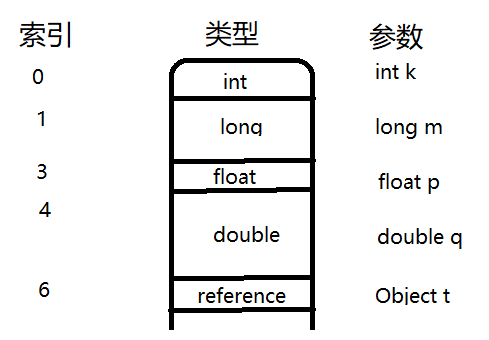 索引 类型 参数
0 int int k
1 long long m
3 float float p
4 double double q
6 reference Object t